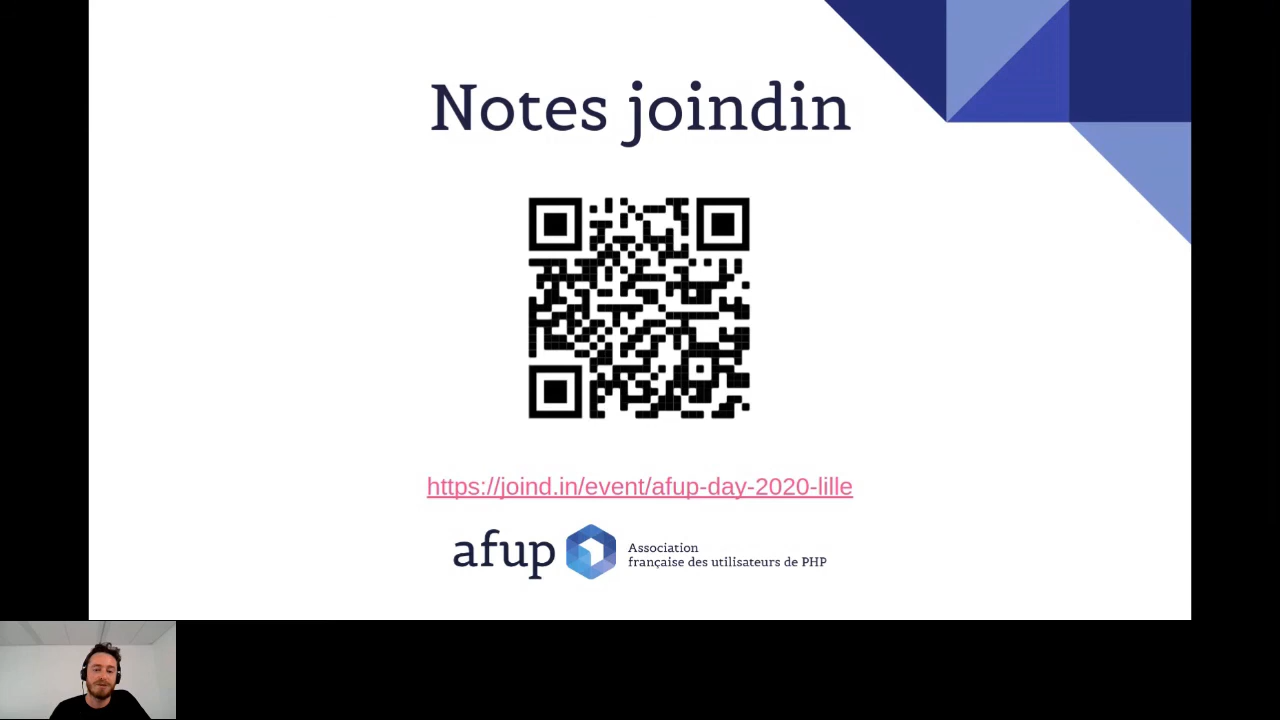 Notes joindin
https://joind.in/event/afup-day-2020-lille
afup
Association
française des utilisateurs de PHP